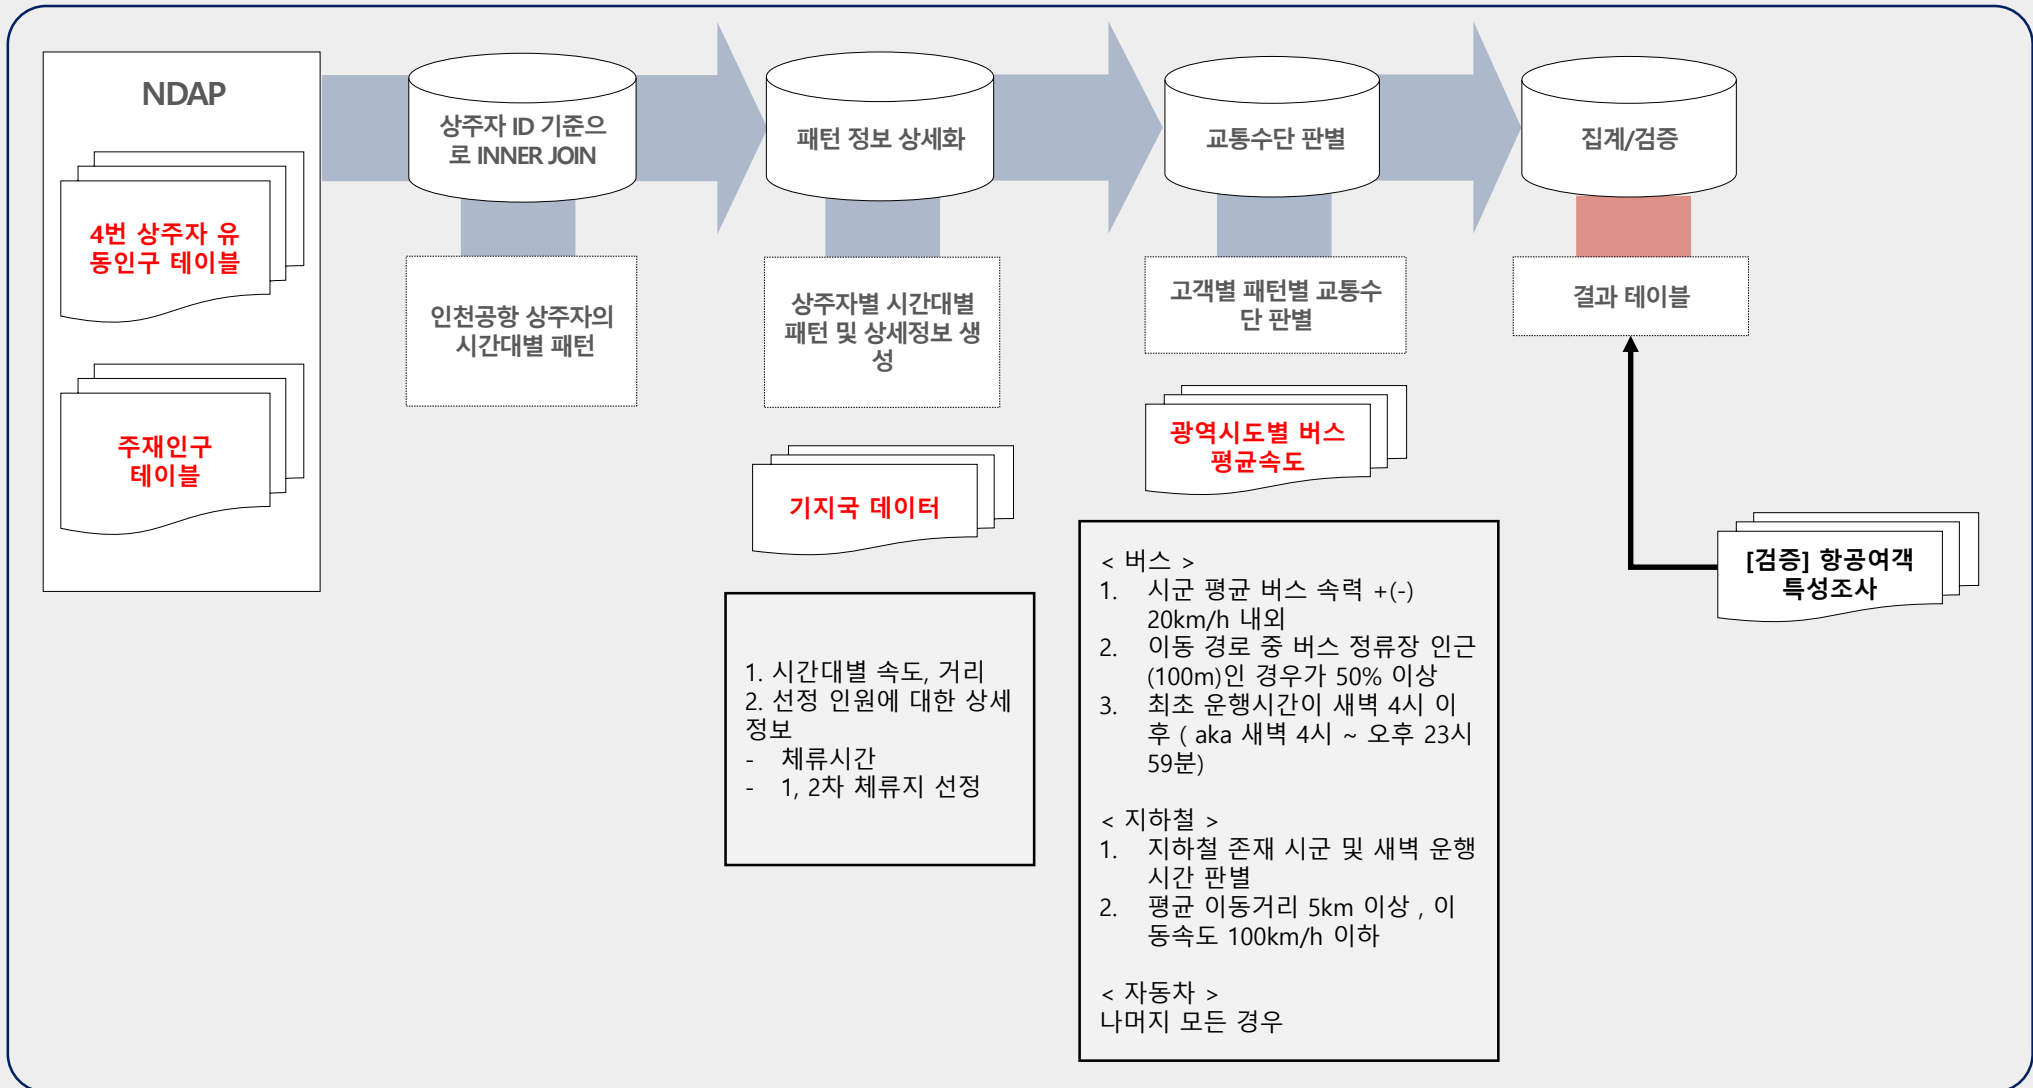 NDAP
4번 상주자 유
동인구 테이블
주재인구
테이블
상주자 ID 기준으
로 INNER JOIN
인천공항 상주자의
시간대별 패턴
패턴 정보 상세화
상주자별 시간대별
패턴 및 상세정보 생
성
기지국 데이터
1. 시간대별 속도, 거리
2. 선정 인원에 대한 상세
정보
- 체류시간
- 1, 2차 체류지 선정
교통수단 판별
고객별 패턴별 교통수
단 판별
광역시도별 버스
평균속도
< 버스 >
1. 시군 평균 버스 속력 +(-)
20km/h 내외
2. 이동 경로 중 버스 정류장 인근
(100m)인 경우가 50% 이상
3. 최초 운행시간이 새벽 4시 이
후 ( aka 새벽 4시 ~ 오후 23시
59분)
< 지하철 >
1. 지하철 존재 시군 및 새벽 운행
시간 판별
2. 평균 이동거리 5km 이상 , 이
동속도 100km/h 이하
< 자동차 >
나머지 모든 경우
집계/검증
결과 테이블
[검증] 항공여객
특성조사